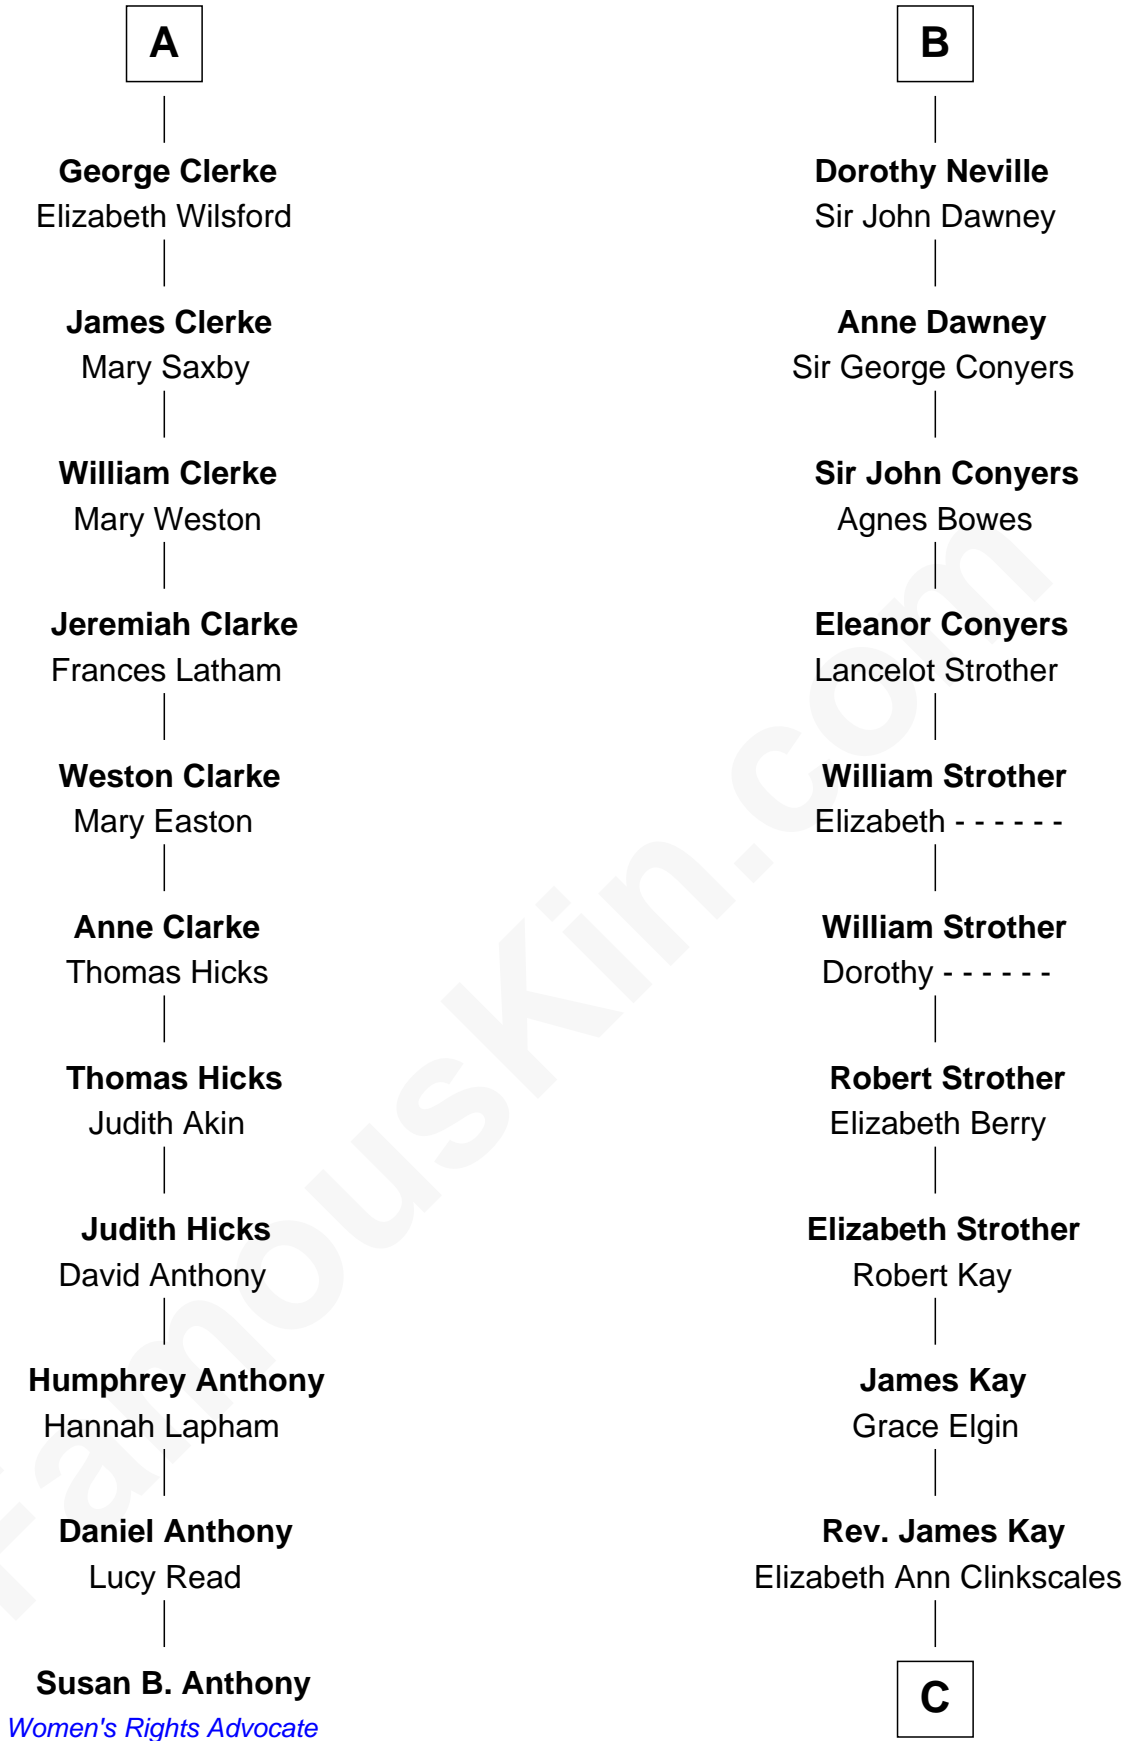 A
George Clerke
Elizabeth Wilsford
James Clerke
Mary Saxby
William Clerke
Mary Weston
Jeremiah Clarke
Frances Latham
Weston Clarke
Mary Easton
Anne Clarke
Thomas Hicks
Thomas Hicks
Judith Akin
Judith Hicks
David Anthony
Humphrey Anthony
Hannah Lapham
Daniel Anthony
Lucy Read
Susan B. Anthony
Women's Rights Advocate
B
Dorothy Neville
Sir John Dawney
Anne Dawney
Sir George Conyers
Sir John Conyers
Agnes Bowes
Eleanor Conyers
Lancelot Strother
William Strother
Elizabeth - - - - - -
William Strother
Dorothy - - - - - -
Robert Strother
Elizabeth Berry
Elizabeth Strother
Robert Kay
James Kay
Grace Elgin
Rev. James Kay
Elizabeth Ann Clinkscales
C
FamousKin.com